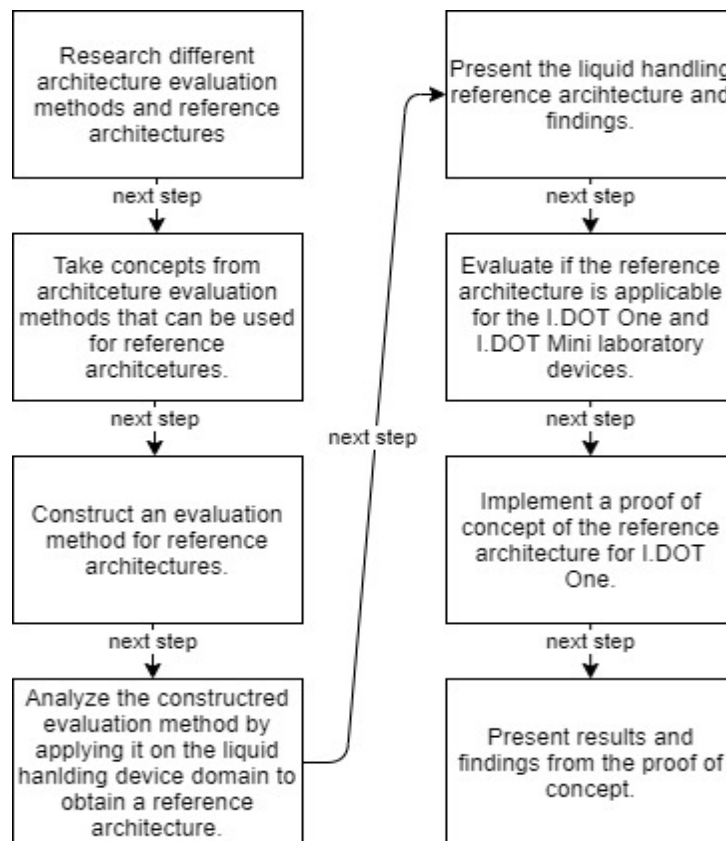 Research different
architecture evaluation
methods and reference
architectures
next step
Take concepts from
architceture evaluation
methods that can be used
for reference
architcetures.
next step
Construct an evaluation
method for reference
architectures.
next step
Analyze the constructred
evaluation method by
applying it on the liquid
hanlding device domain to
obtain a reference
architecture.
next step
Present the liquid handling
reference arcihtecture and
findings.
next step
Evaluate if the reference
architecture is applicable
for the I.DOT One and
I.DOT Mini laboratory
devices.
next step
Implement a proof of
concept of the reference
architecture for I.DOT
One.
next step
Present results and
findings from the proof of
concept.